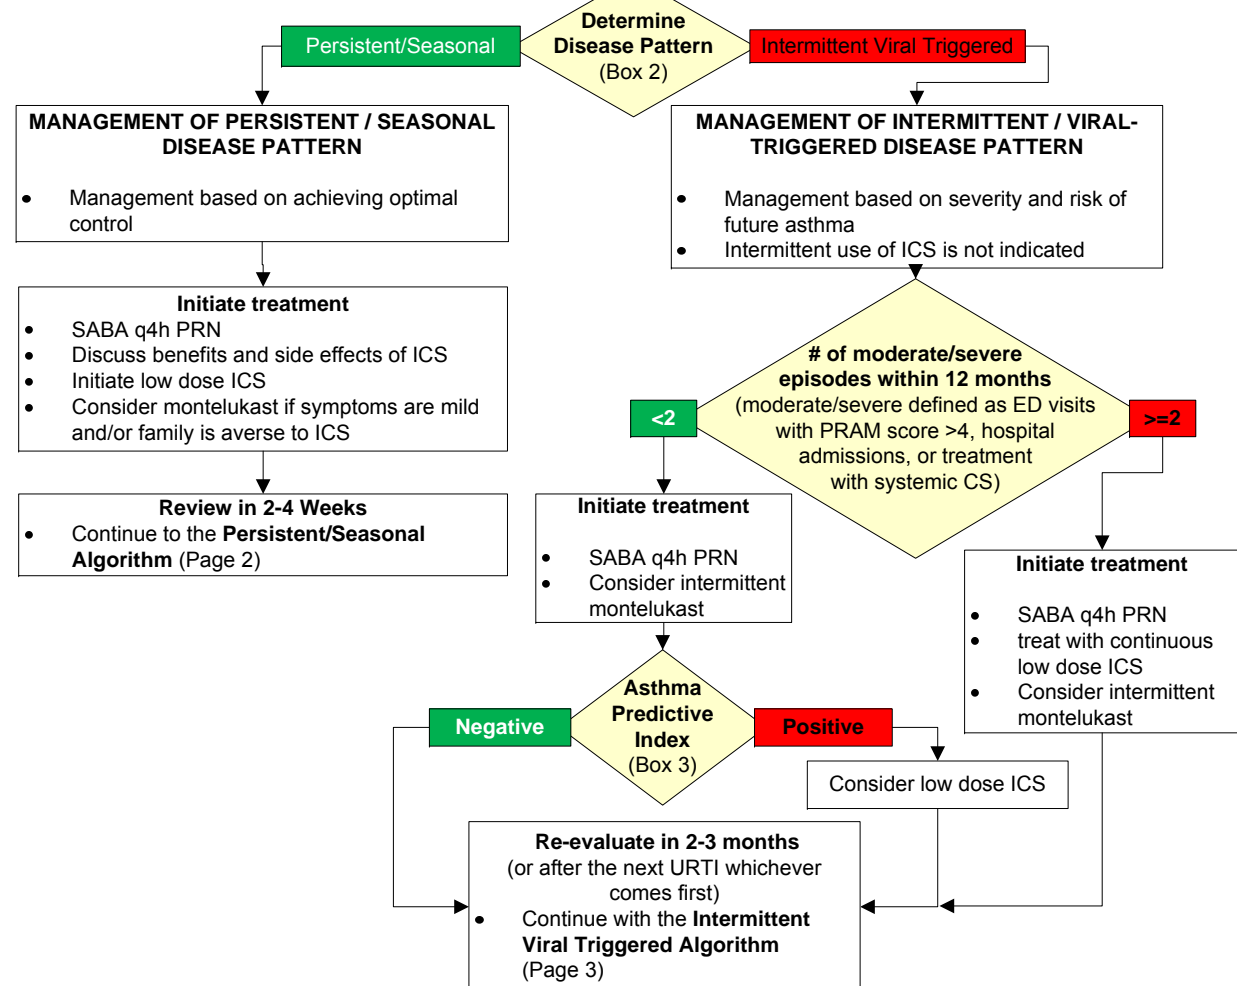 Determine
Disease Pattern
(Box 2)
Persistent/Seasonal
Intermittent Viral Triggered
MANAGEMENT OF PERSISTENT / SEASONAL
DISEASE PATTERN
• Management based on achieving optimal
control
Initiate treatment
• SABA q4h PRN
• Discuss benefits and side effects of ICS
• Initiate low dose ICS
• Consider montelukast if symptoms are mild
and/or family is averse to ICS
Review in 2-4 Weeks
• Continue to the Persistent/Seasonal
Algorithm (Page 2)
MANAGEMENT OF INTERMITTENT / VIRAL-
TRIGGERED DISEASE PATTERN
• Management based on severity and risk of
future asthma
• Intermittent use of ICS is not indicated
# of moderate/severe
episodes within 12 months
(moderate/severe defined as ED visits
with PRAM score >4, hospital
admissions, or treatment
with systemic CS)
<2
>=2
Initiate treatment
• SABA q4h PRN
• Consider intermittent
montelukast
Initiate treatment
• SABA q4h PRN
• treat with continuous
low dose ICS
• Consider intermittent
montelukast
Asthma
Predictive
Index
(Box 3)
Negative
Positive
Consider low dose ICS
Re-evaluate in 2-3 months
(or after the next URTI whichever
comes first)
• Continue with the Intermittent
Viral Triggered Algorithm
(Page 3)